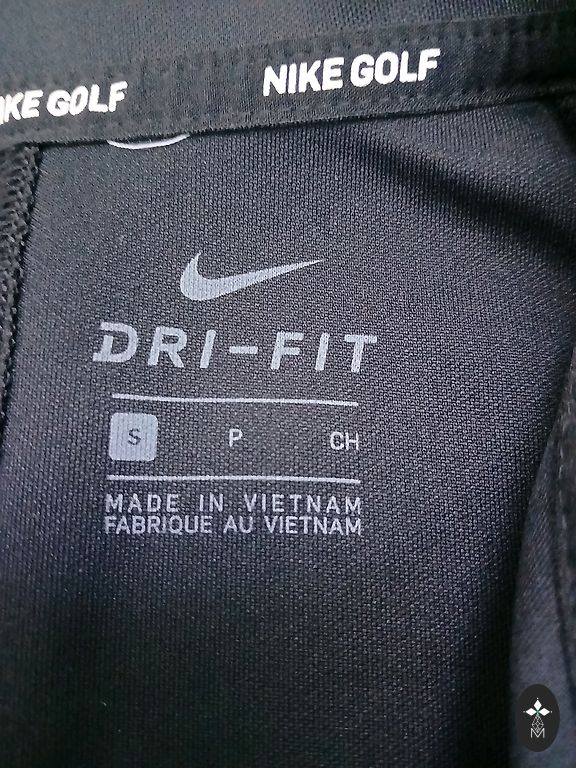 NIKE GOLF NIKE GOLF
DRI-FIT
S P CH
MADE IN VIETNAM
FABRIQUE AU VIETNAM
M